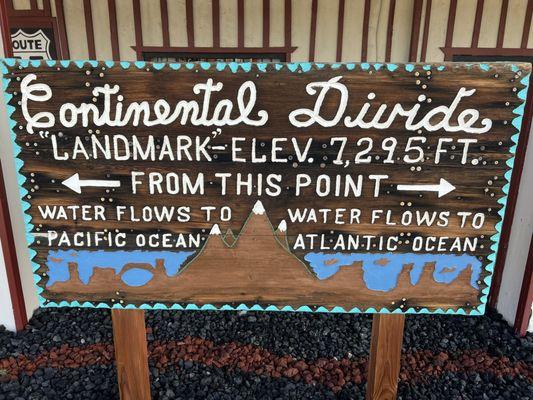 ROUTE
Continental Divide
"LANDMARK"-ELEV. 7,295 FT.
FROM THIS POINT
WATER FLOWS TO
PACIFIC OCEAN
WATER FLOWS TO
ATLANTIC OCEAN